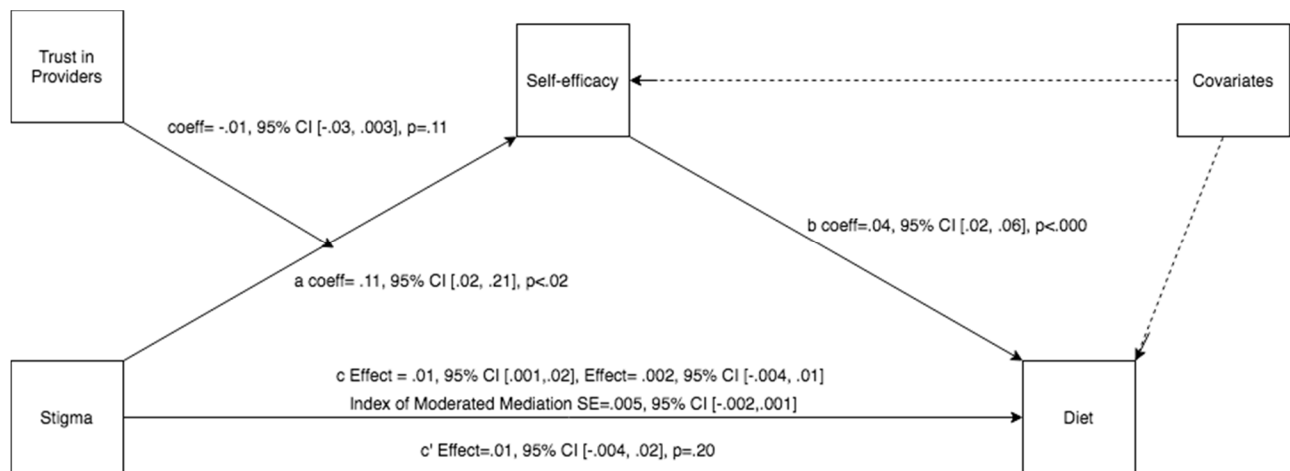 Trust in
Providers
Self-efficacy
Covariates
coeff= -.01, 95% CI [-.03, .003], p=.11
b coeff=.04, 95% CI [.02, .06], p<.000
a coeff= .11, 95% CI [.02, .21], p<.02
c Effect = .01, 95% CI [.001,.02], Effect= .002, 95% CI [-.004, .01]
Index of Moderated Mediation SE=.005, 95% CI [-.002,.001]
Stigma
Diet
c' Effect=.01, 95% CI [-.004, .02], p=.20